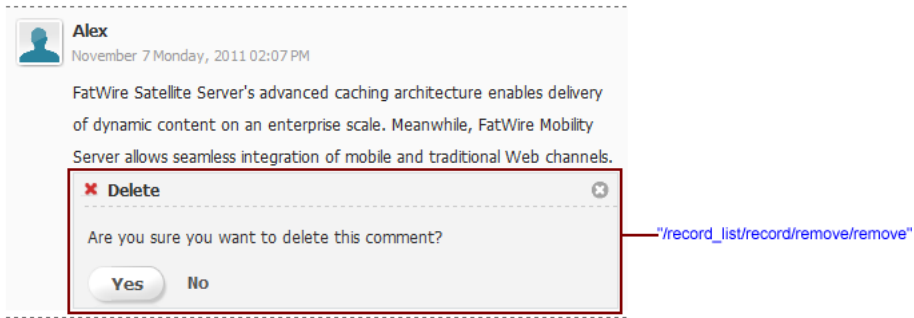 Alex
November 7 Monday, 2011 02:07 PM
FatWire Satellite Server's advanced caching architecture enables delivery
of dynamic content on an enterprise scale. Meanwhile, FatWire Mobility
Server allows seamless integration of mobile and traditional Web channels.
Delete
Are you sure you want to delete this comment?
"/record_list/record/remove/remove"
Yes No